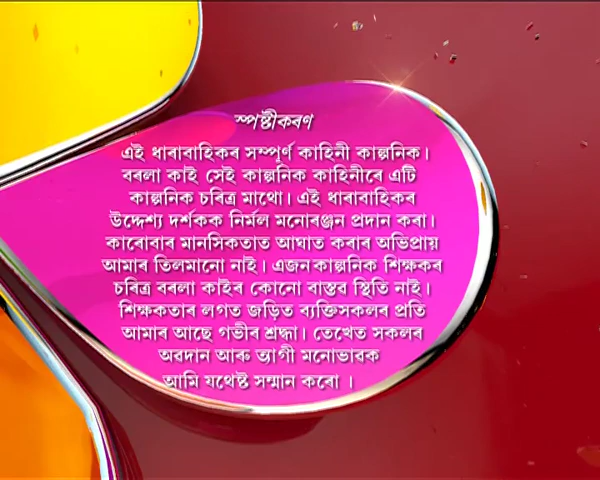 স্পষ্টীকৰণ
এই ধাৰাবাহিকৰ সম্পূৰ্ণ কাহিনী কাল্পনিক।
বৰলা কাই সেই কাল্পনিক কাহিনীৰে এটি
কাল্পনিক চৰিত্ৰ মাথো। এই ধাৰাবাহিকৰ
উদ্দেশ্য দৰ্শকক নিৰ্মল মনোৰঞ্জন প্ৰদান কৰা।
কাৰোবাৰ মানসিকতাত আঘাত কৰাৰ অভিপ্ৰায়
আমাৰ তিলমানো নাই। এজন কাল্পনিক শিক্ষকৰ
চৰিত্ৰ বৰলা কাইৰ কোনো বাস্তৱ স্থিতি নাই।
শিক্ষকতাৰ লগত জড়িত ব্যক্তিসকলৰ প্ৰতি
আমাৰ আছে গভীৰ শ্ৰদ্ধা। তেখেত সকলৰ
অৱদান আৰু ত্যাগী মনোভাৱক
আমি যথেষ্ট সন্মান কৰো ।